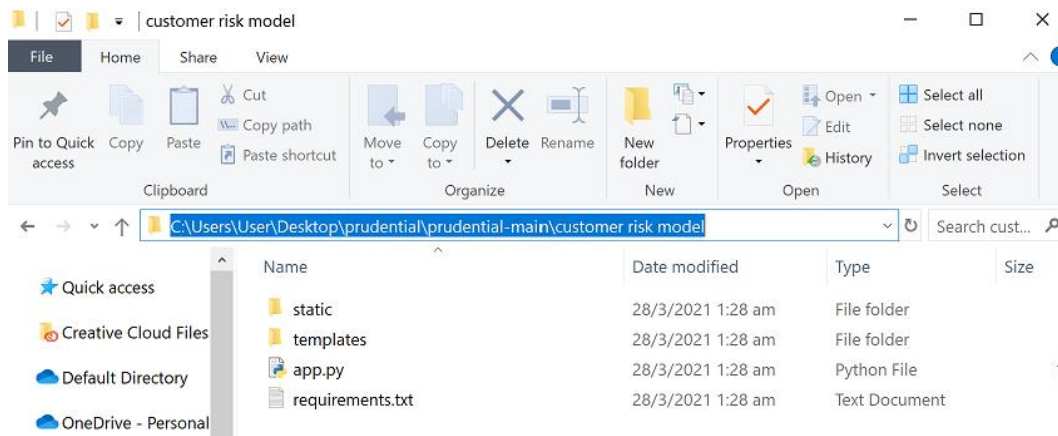 customer risk model
File Home Share View
Pin to Quick access
Copy
Paste
Cut
Copy path
Paste shortcut
Clipboard
Move to
Copy to
Delete
Rename
Organize
New folder
New
Properties
Open
Edit
History
Open
Select all
Select none
Invert selection
Select
C:\Users\User\Desktop\prudential\prudential-main\customer risk model
Search cust...
Name Date modified Type Size
Quick access
Creative Cloud Files
Default Directory
OneDrive - Personal
static 28/3/2021 1:28 am File folder
templates 28/3/2021 1:28 am File folder
app.py 28/3/2021 1:28 am Python File
requirements.txt 28/3/2021 1:28 am Text Document